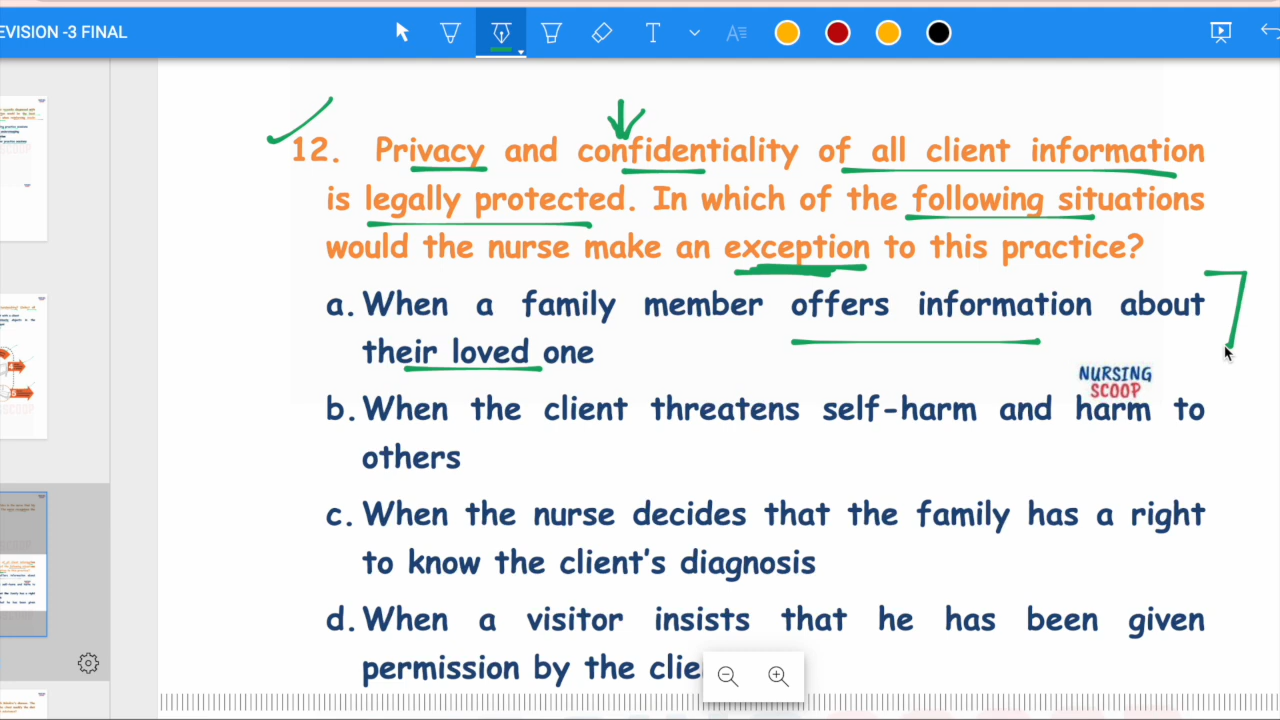 EVISION -3 FINAL
12. Privacy and confidentiality of all client information
is legally protected. In which of the following situations
would the nurse make an exception to this practice?
a. When a family member offers information about
their loved one
NURSING
SCOOP
b. When the client threatens self-harm and harm to
others
c. When the nurse decides that the family has a right
to know the client's diagnosis
d. When a visitor insists that he has been given
permission by the clie